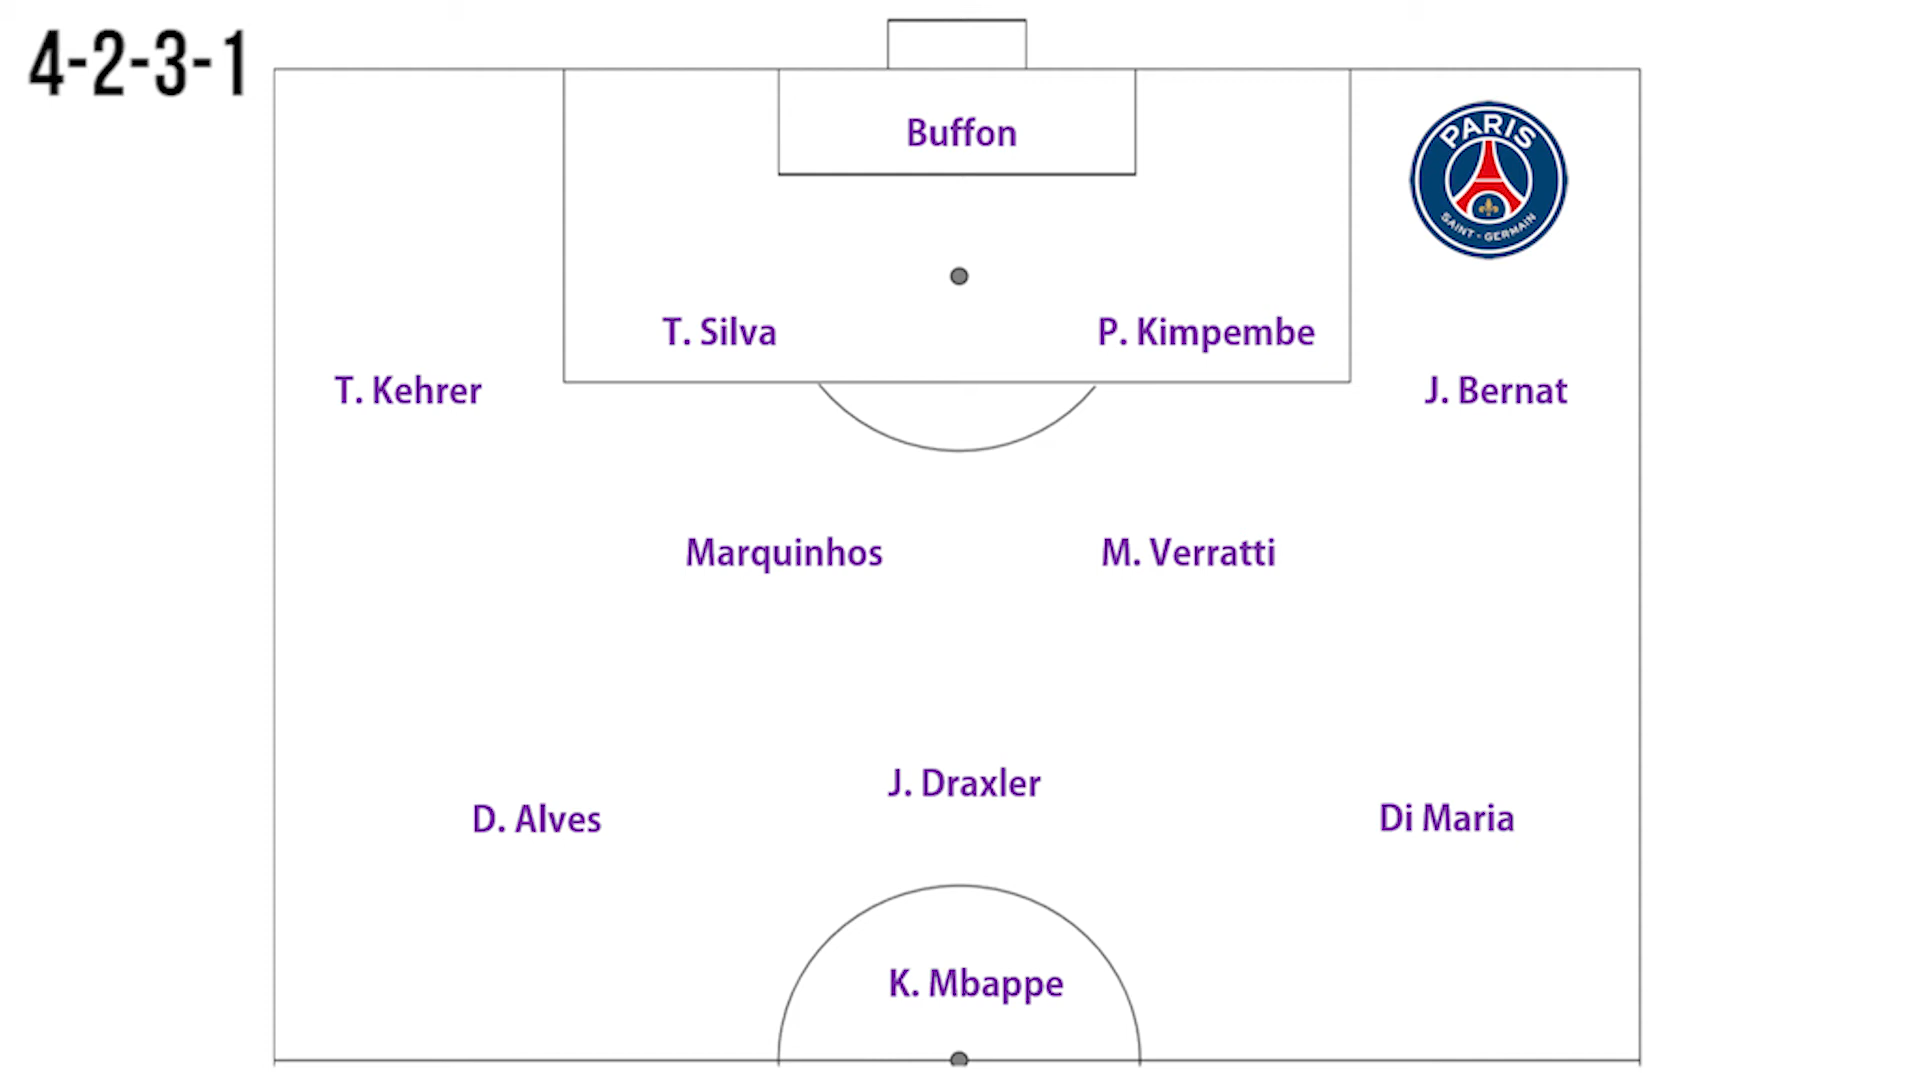 4-2-3-1
Buffon
PARIS
SAINT - GERMAIN
T. Silva
P. Kimpembe
T. Kehrer
J. Bernat
Marquinhos
M. Verratti
J. Draxler
D. Alves
Di Maria
K. Mbappe